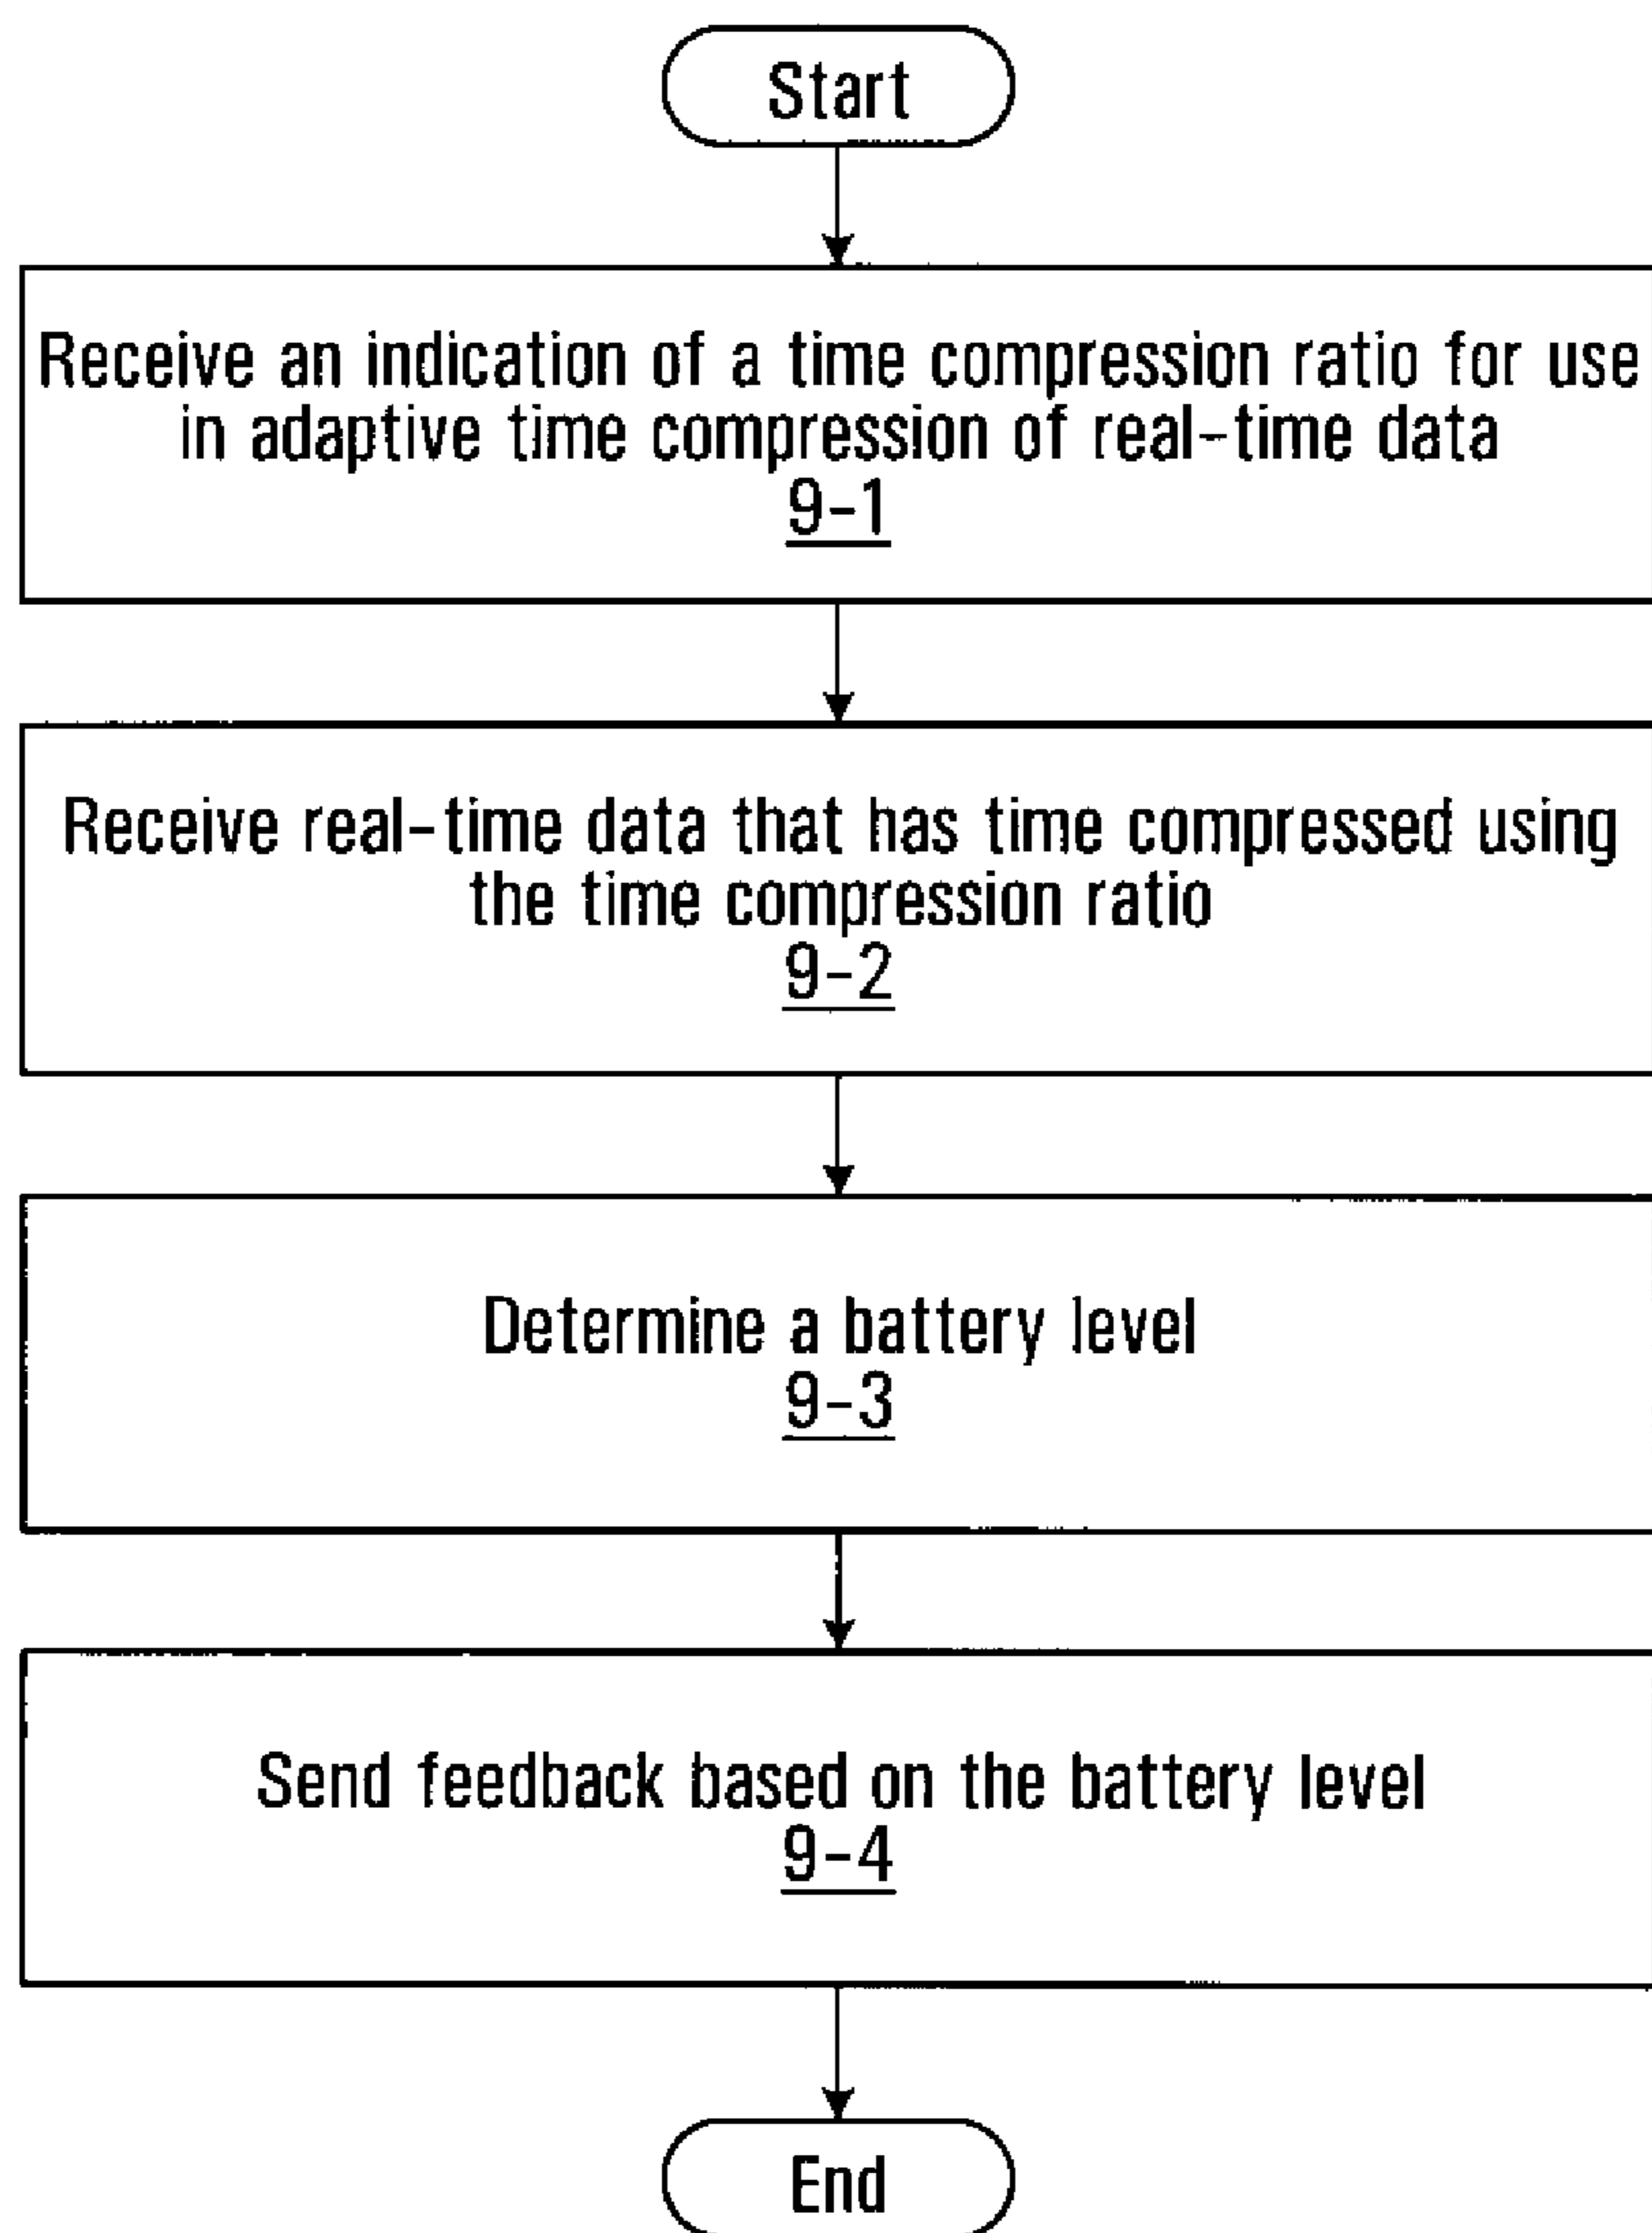 Start
Receive an indication of a time compression ratio for use
in adaptive time compression of real-time data
9-1
Receive real-time data that has time compressed using
the time compression ratio
9-2
Determine a battery level
9-3
Send feedback based on the battery level
9-4
End